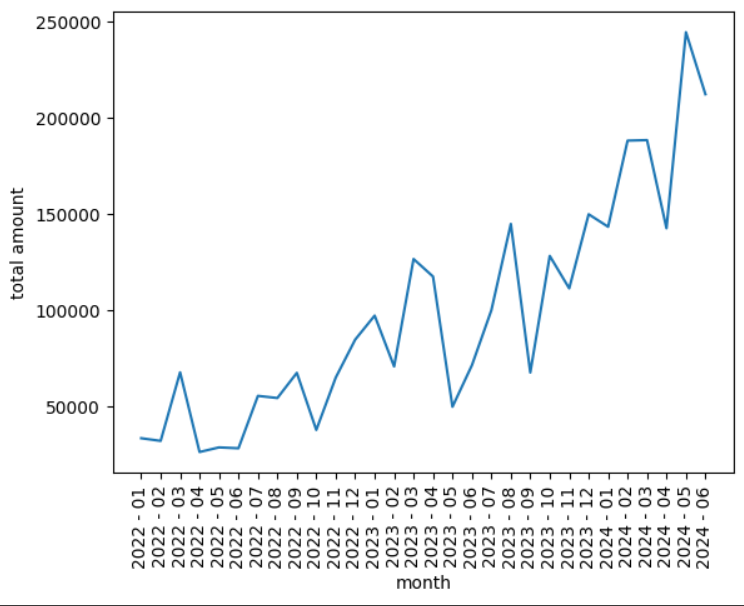 250000
200000
150000
100000
50000
total amount
2022 - 01
2022 - 02
2022 - 03
2022 - 04
2022 - 05
2022 - 06
2022 - 07
2022 - 08
2022 - 09
2022 - 10
2022 - 11
2022 - 12
2023 - 01
2023 - 02
2023 - 03
2023 - 04
2023 - 05
2023 - 06
2023 - 07
2023 - 08
2023 - 09
2023 - 10
2023 - 11
2023 - 12
2024 - 01
2024 - 02
2024 - 03
2024 - 04
2024 - 05
2024 - 06
month